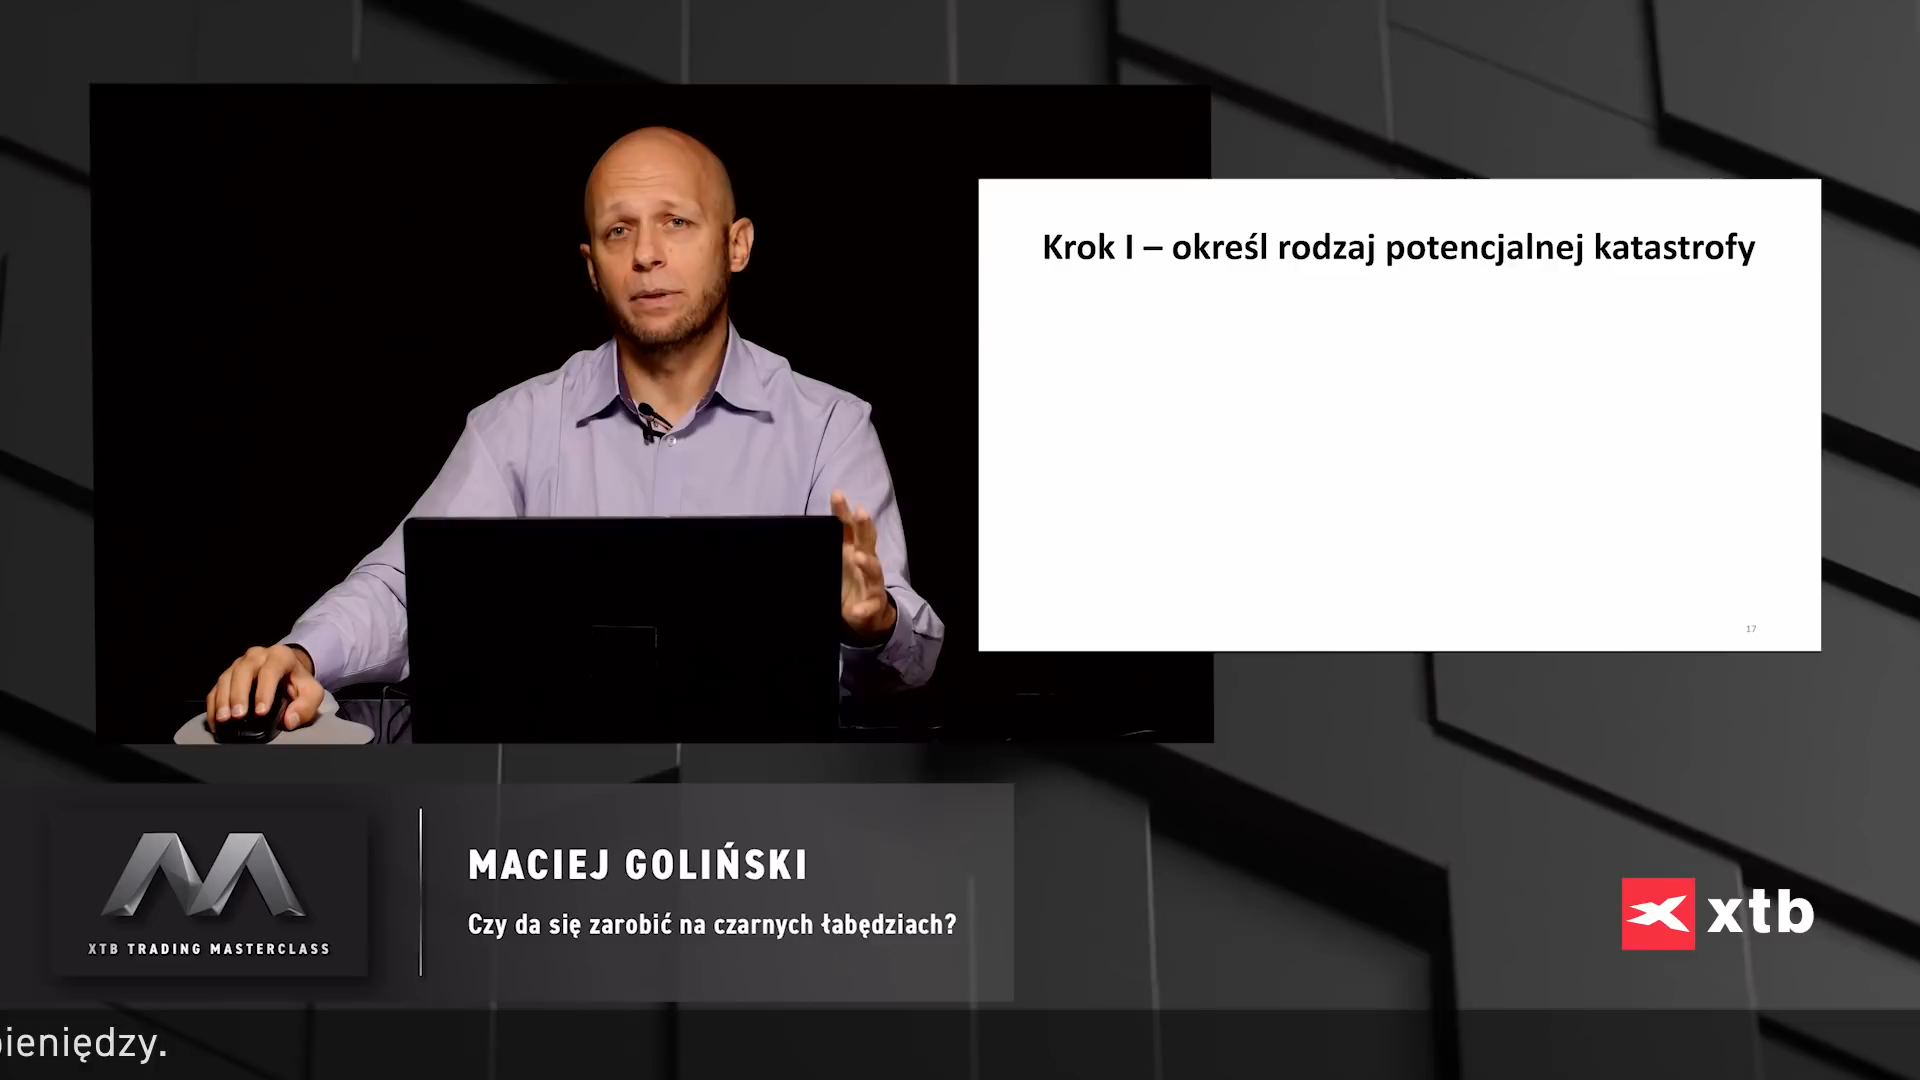 Krok I – określ rodzaj potencjalnej katastrofy
17
MACIEJ GOLIŃSKI
Czy da się zarobić na czarnych łabędziach?
XTB TRADING MASTERCLASS
xtb